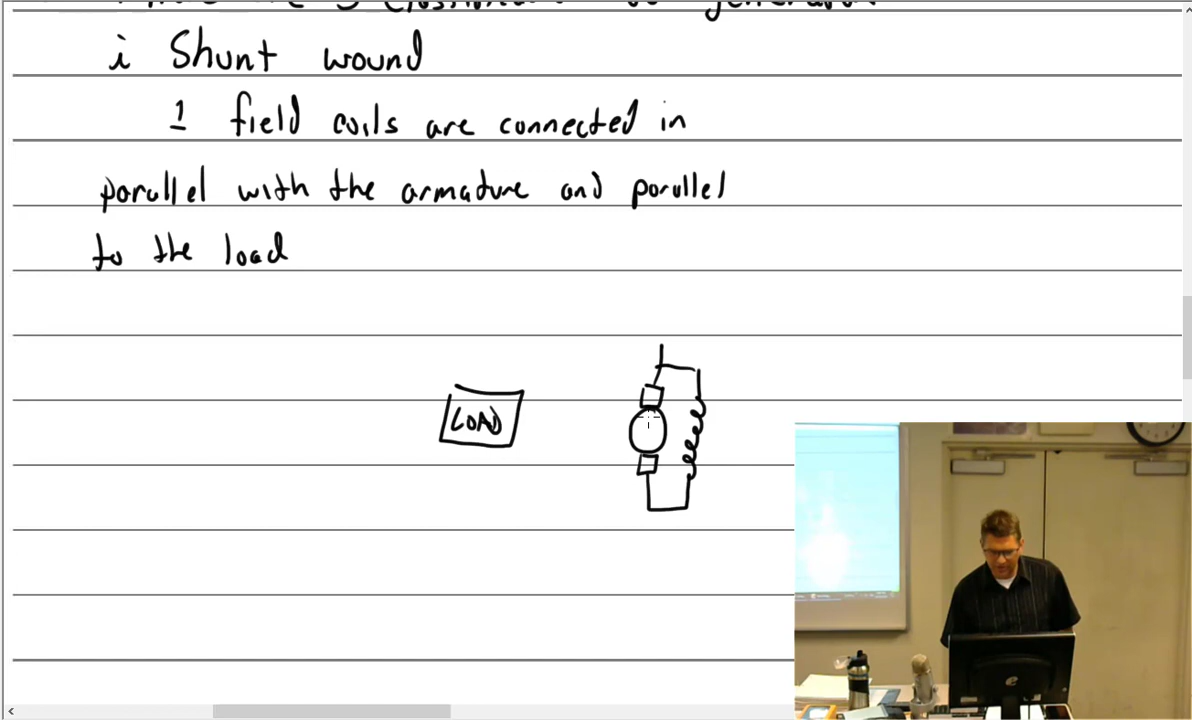 i Shunt wound
1 field coils are connected in
parallel with the armature and parallel
to the load
LOAD